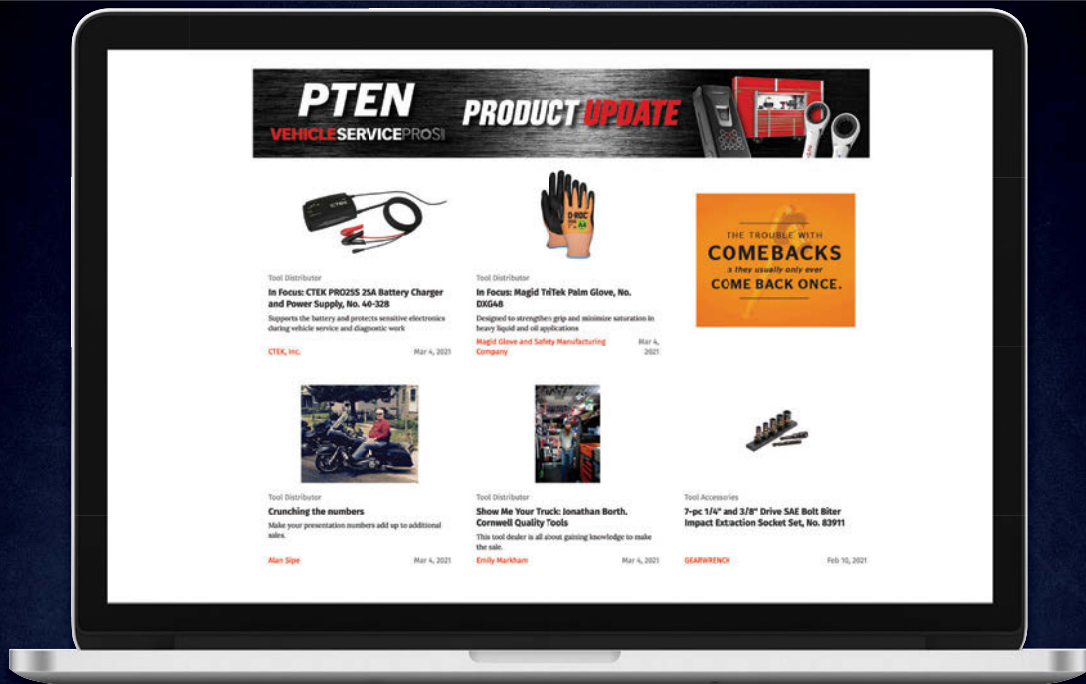 PTEN
VEHICLESERVICEPROS
PRODUCT UPDATE
CTEK
D-ROC
A4
THE TROUBLE WITH
COMEBACKS
is they usually only ever
COME BACK ONCE.
Tool Distributor
In Focus: CTEK PRO25S 25A Battery Charger
and Power Supply, No. 40-328
Supports the battery and protects sensitive electronics
during vehicle service and diagnostic work
CTEK, Inc.
Mar 4, 2021
Tool Distributor
In Focus: Magid TriTek Palm Glove, No.
DXG48
Designed to strengthen grip and minimize saturation in
heavy liquid and oil applications
Magid Glove and Safety Manufacturing
Company
Mar 4,
2021
Tool Distributor
Crunching the numbers
Make your presentation numbers add up to additional
sales.
Alan Sipe
Mar 4, 2021
Tool Distributor
Show Me Your Truck: Jonathan Borth.
Cornwell Quality Tools
This tool dealer is all about gaining knowledge to make
the sale.
Emily Markham
Mar 4, 2021
Tool Accessories
7-pc 1/4" and 3/8" Drive SAE Bolt Biter
Impact Extraction Socket Set, No. 83911
GEARWRENCH
Feb 10, 2021